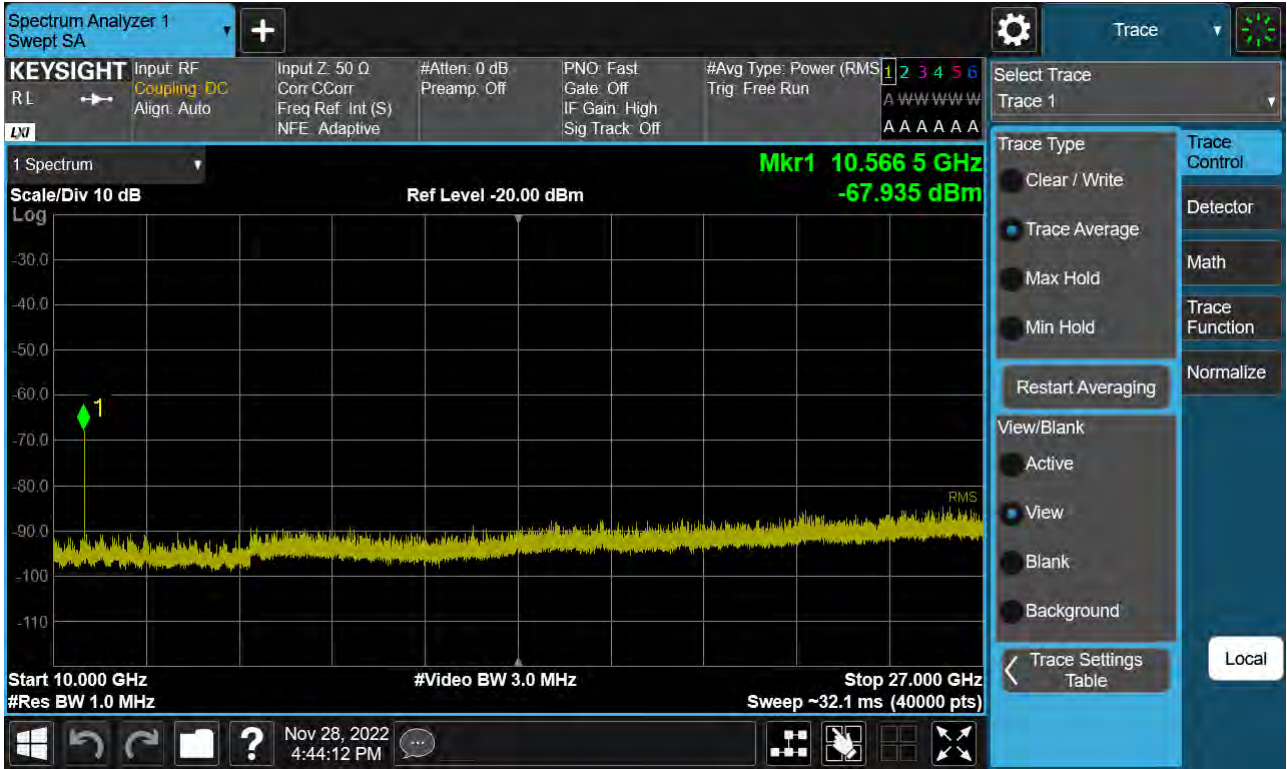 Spectrum Analyzer 1
Swept SA
+
Trace
KEYSIGHT
R L
LXI
Input: RF
Coupling: DC
Align: Auto
Input Z: 50 Ω
Corr CCorr
Freq Ref: Int (S)
NFE: Adaptive
#Atten: 0 dB
Preamp: Off
PNO: Fast
Gate: Off
IF Gain: High
Sig Track: Off
#Avg Type: Power (RMS
Trig: Free Run
1 2 3 4 5 6
A W W W W W
A A A A A A
Select Trace
Trace 1
1 Spectrum
Scale/Div 10 dB
Ref Level -20.00 dBm
Mkr1 10.566 5 GHz
-67.935 dBm
Log
-30.0
-40.0
-50.0
-60.0
-70.0
-80.0
-90.0
-100
-110
1
RMS
Start 10.000 GHz
#Res BW 1.0 MHz
#Video BW 3.0 MHz
Stop 27.000 GHz
Sweep ~32.1 ms (40000 pts)
Trace Type
Clear / Write
Trace Average
Max Hold
Min Hold
Restart Averaging
View/Blank
Active
View
Blank
Background
Trace Settings
Table
Trace
Control
Detector
Math
Trace
Function
Normalize
Local
?
Nov 28, 2022
4:44:12 PM